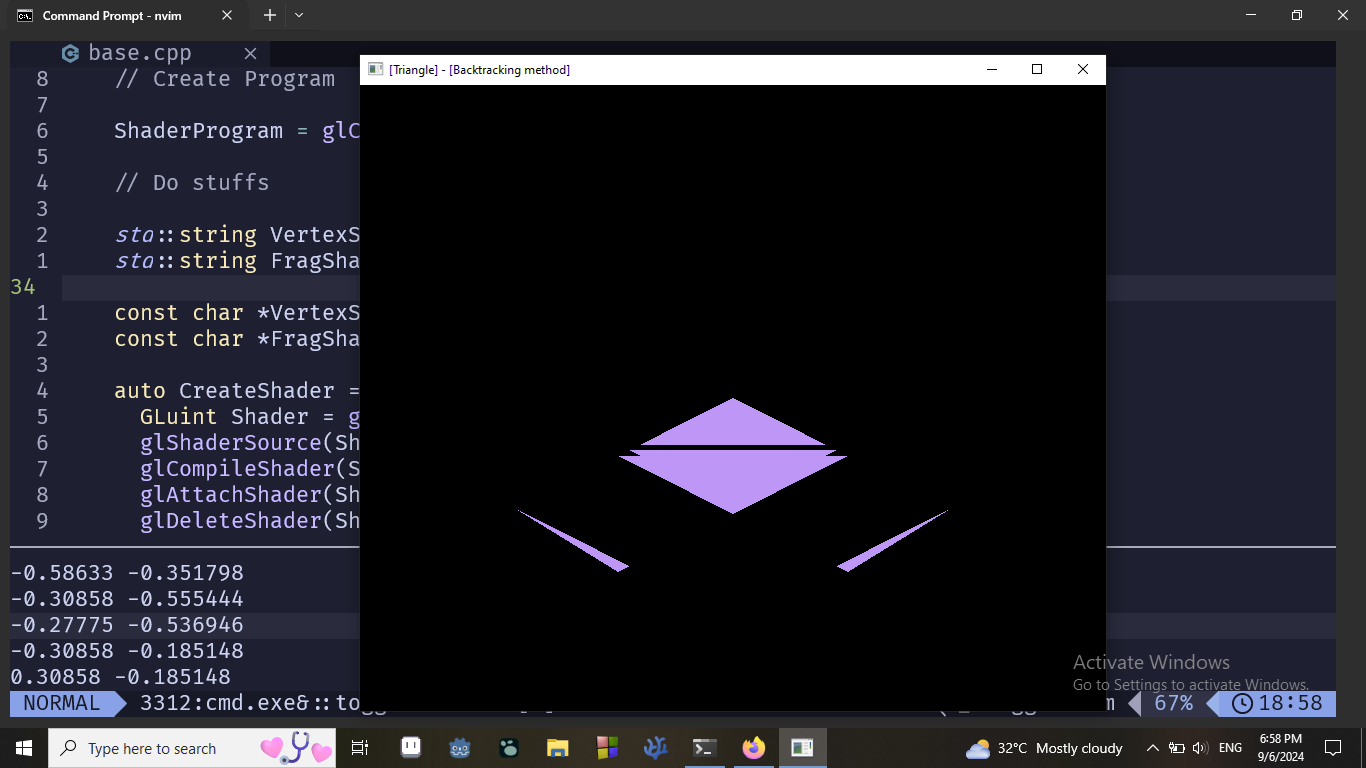 Command Prompt - nvim
base.cpp
[Triangle] - [Backtracking method]
8 // Create Program
7
6 ShaderProgram = glC
5
4 // Do stuffs
3
2 std::string VertexS
1 std::string FragSha
34
1 const char *VertexS
2 const char *FragSha
3
4 auto CreateShader =
5 GLuint Shader = g
6 glShaderSource(Sh
7 glCompileShader(S
8 glAttachShader(Sh
9 glDeleteShader(Sh
-0.58633 -0.351798
-0.30858 -0.555444
-0.27775 -0.536946
-0.30858 -0.185148
0.30858 -0.185148
Activate Windows
Go to Settings to activate Windows.
NORMAL 3312:cmd.exe&::togg
m 67% 18:58
Type here to search
32°C Mostly cloudy
ENG
6:58 PM
9/6/2024